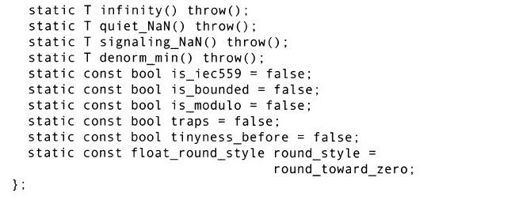 static T infinity() throw();
static T quiet_NaN() throw();
static T signaling_NaN() throw();
static T denorm_min() throw();
static const bool is_iec559 = false;
static const bool is_bounded = false;
static const bool is_modulo = false;
static const bool traps = false;
static const bool tinyness_before = false;
static const float_round_style round_style =
round_toward_zero;
};